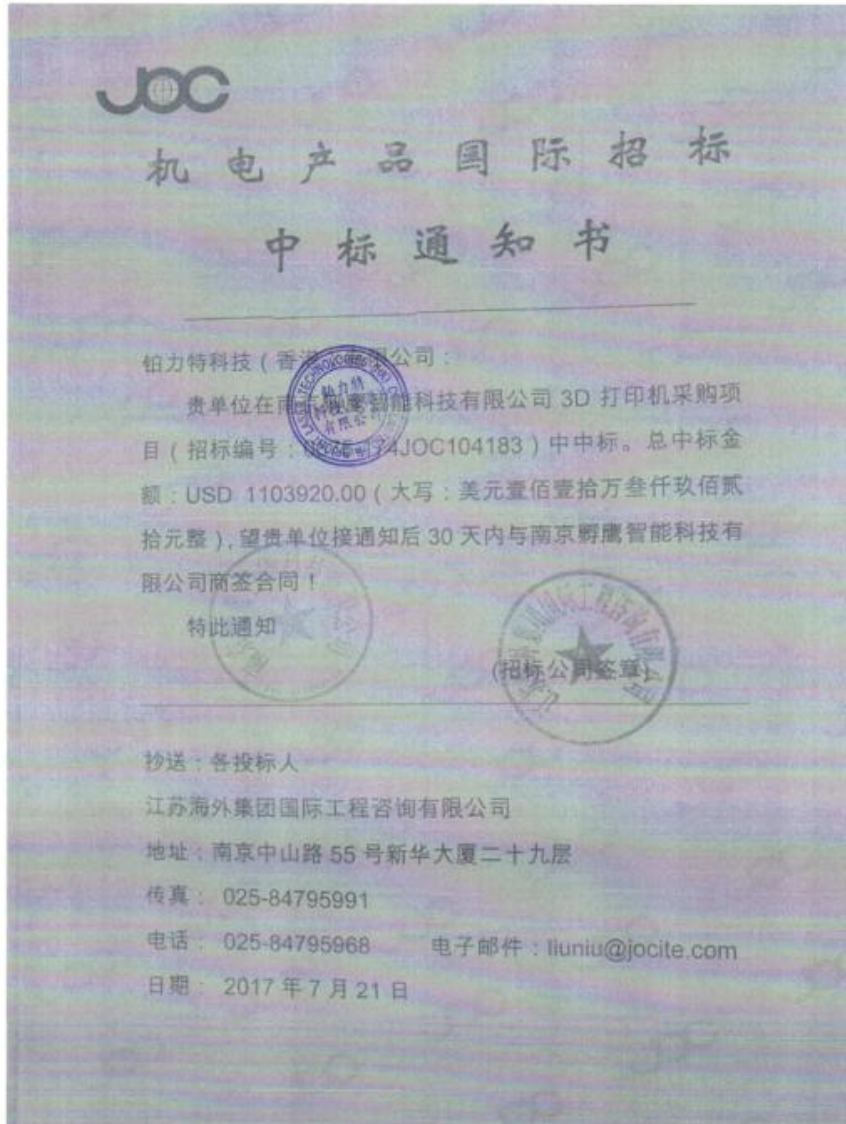 JOC
机电产品国际招标
中标通知书
铂力特科技（香港）有限公司：
贵单位在南京孵鹰智能科技有限公司 3D 打印机采购项
目（招标编号：4JOC104183）中中标。总中标金
额：USD 1103920.00（大写：美元壹佰壹拾万叁仟玖佰贰
拾元整），望贵单位接通知后 30 天内与南京孵鹰智能科技有
限公司商签合同！
特此通知
(招标公司签章)
抄送：各投标人
江苏海外集团国际工程咨询有限公司
地址：南京中山路 55 号新华大厦二十九层
传真： 025-84795991
电话： 025-84795968 电子邮件：liuniu@jocite.com
日期： 2017 年 7 月 21 日